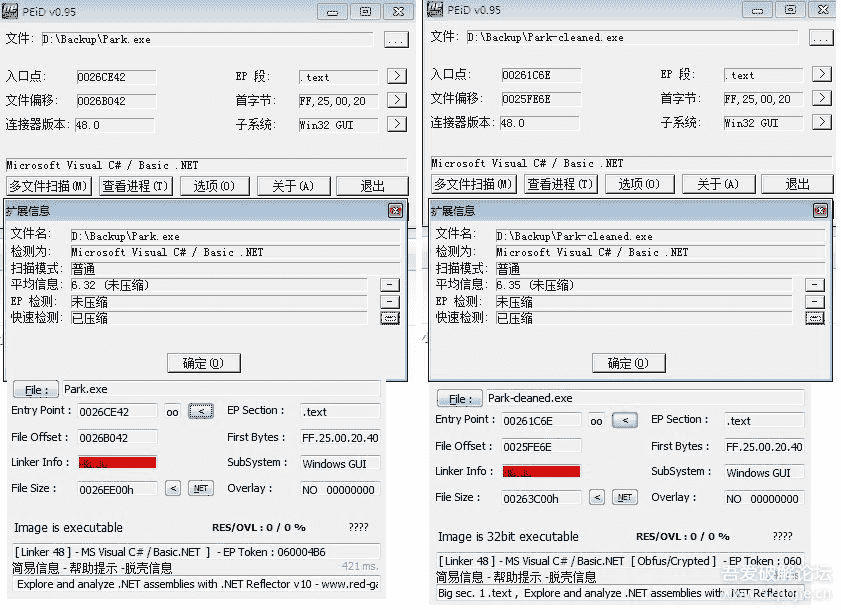 PEiD v0.95
文件: D:\Backup\Park.exe ...
入口点: 0026CE42 EP 段: .text >
文件偏移: 0026B042 首字节: FF,25,00,20 >
连接器版本: 48.0 子系统: Win32 GUI >
Microsoft Visual C# / Basic .NET
多文件扫描(M) 查看进程(T) 选项(O) 关于(A) 退出
扩展信息
文件名: D:\Backup\Park.exe
检测为: Microsoft Visual C# / Basic .NET
扫描模式: 普通
平均信息: 6.32 (未压缩) -
EP 检测: 未压缩 -
快速检测: 已压缩
确定(O)
File : Park.exe
Entry Point : 0026CE42 oo < EP Section : .text
File Offset : 0026B042 First Bytes : FF.25.00.20.40
Linker Info : SubSystem : Windows GUI
File Size : 0026EE00h < NET Overlay : NO 00000000
Image is executable RES/OVL : 0 / 0 % ????
[ Linker 48 ] - MS Visual C# / Basic.NET ] - EP Token : 060004B6
简易信息 - 帮助提示 - 脱壳信息 421 ms.
Explore and analyze .NET assemblies with .NET Reflector v10 - www.red-ga
PEiD v0.95
文件: D:\Backup\Park-cleaned.exe ...
入口点: 00261C6E EP 段: .text >
文件偏移: 0025FE6E 首字节: FF,25,00,20 >
连接器版本: 48.0 子系统: Win32 GUI >
Microsoft Visual C# / Basic .NET
多文件扫描(M) 查看进程(T) 选项(O) 关于(A) 退出
扩展信息
文件名: D:\Backup\Park-cleaned.exe
检测为: Microsoft Visual C# / Basic .NET
扫描模式: 普通
平均信息: 6.35 (未压缩) -
EP 检测: 未压缩 -
快速检测: 已压缩
确定(O)
File : Park-cleaned.exe
Entry Point : 00261C6E oo < EP Section : .text
File Offset : 0025FE6E First Bytes : FF.25.00.20.40
Linker Info : SubSystem : Windows GUI
File Size : 00263C00h < NET Overlay : NO 00000000
Image is 32bit executable RES/OVL : 0 / 0 % ????
[ Linker 48 ] - MS Visual C# / Basic.NET [ Obfus/Crypted ] - EP Token : 060
简易信息 - 帮助提示 - 脱壳信息
Big sec. 1 .text , Explore and analyze .NET assemblies with .NET Reflector
吾爱破解论坛